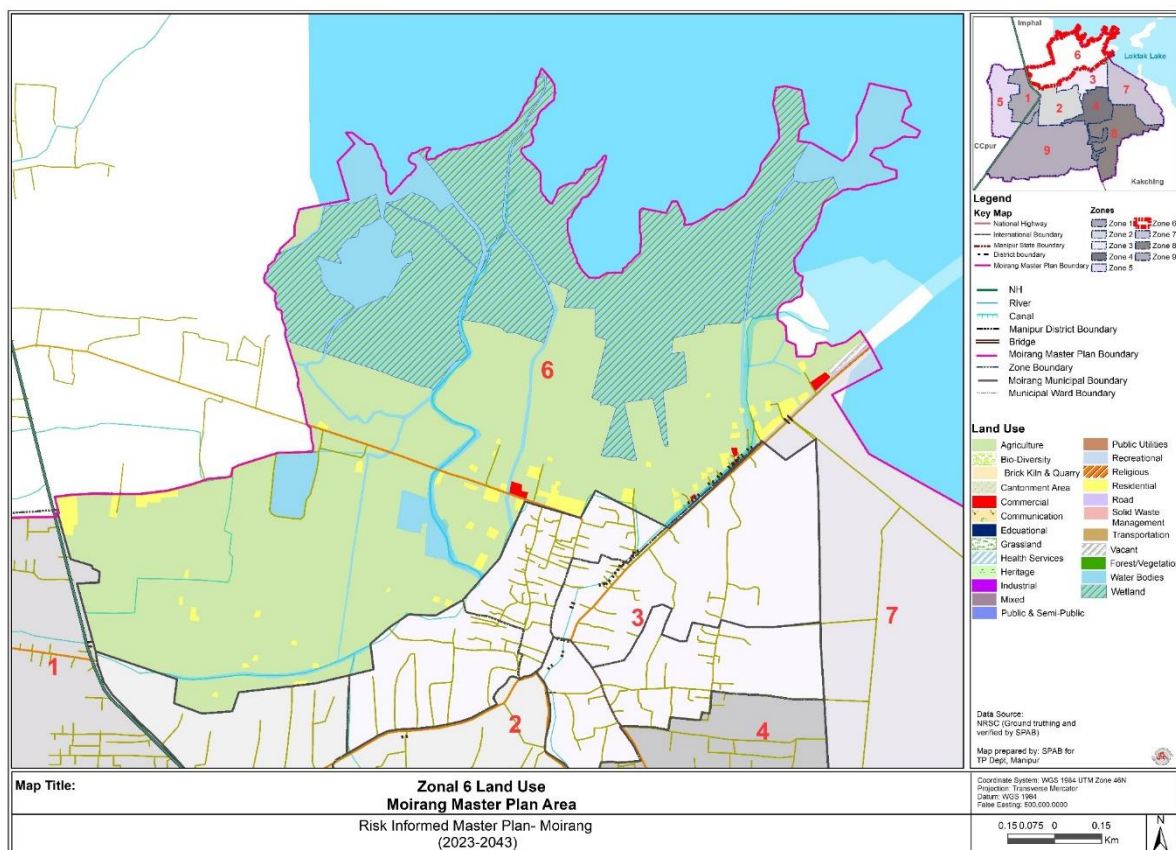 6
1
2
3
4
7
Imphal
Loktak Lake
6
5
1
3
2
4
7
8
9
CCpur
Kakching
Legend
Key Map
National Highway
International Boundary
Manipur State Boundary
District boundary
Moirang Master Plan Boundary
Zones
Zone 1
Zone 2
Zone 3
Zone 4
Zone 5
Zone 6
Zone 7
Zone 8
Zone 9
NH
River
Canal
Manipur District Boundary
Bridge
Moirang Master Plan Boundary
Zone Boundary
Moirang Municipal Boundary
Municipal Ward Boundary
Land Use
Agriculture
Bio-Diversity
Brick Kiln & Quarry
Cantonment Area
Commercial
Communication
Edcuational
Grassland
Health Services
Heritage
Industrial
Mixed
Public & Semi-Public
Public Utilities
Recreational
Religious
Residential
Road
Solid Waste
Management
Transportation
Vacant
Forest/Vegetation
Water Bodies
Wetland
Data Source:
NRSC (Ground truthing and
verified by SPAB)
Map prepared by: SPAB for
TP Dept, Manipur
Map Title:
Zonal 6 Land Use
Moirang Master Plan Area
Risk Informed Master Plan- Moirang
(2023-2043)
Coordinate System: WGS 1984 UTM Zone 46N
Projection: Transverse Mercator
Datum: WGS 1984
False Easting: 500,000.0000
0.15 0.075 0 0.15
Km
N